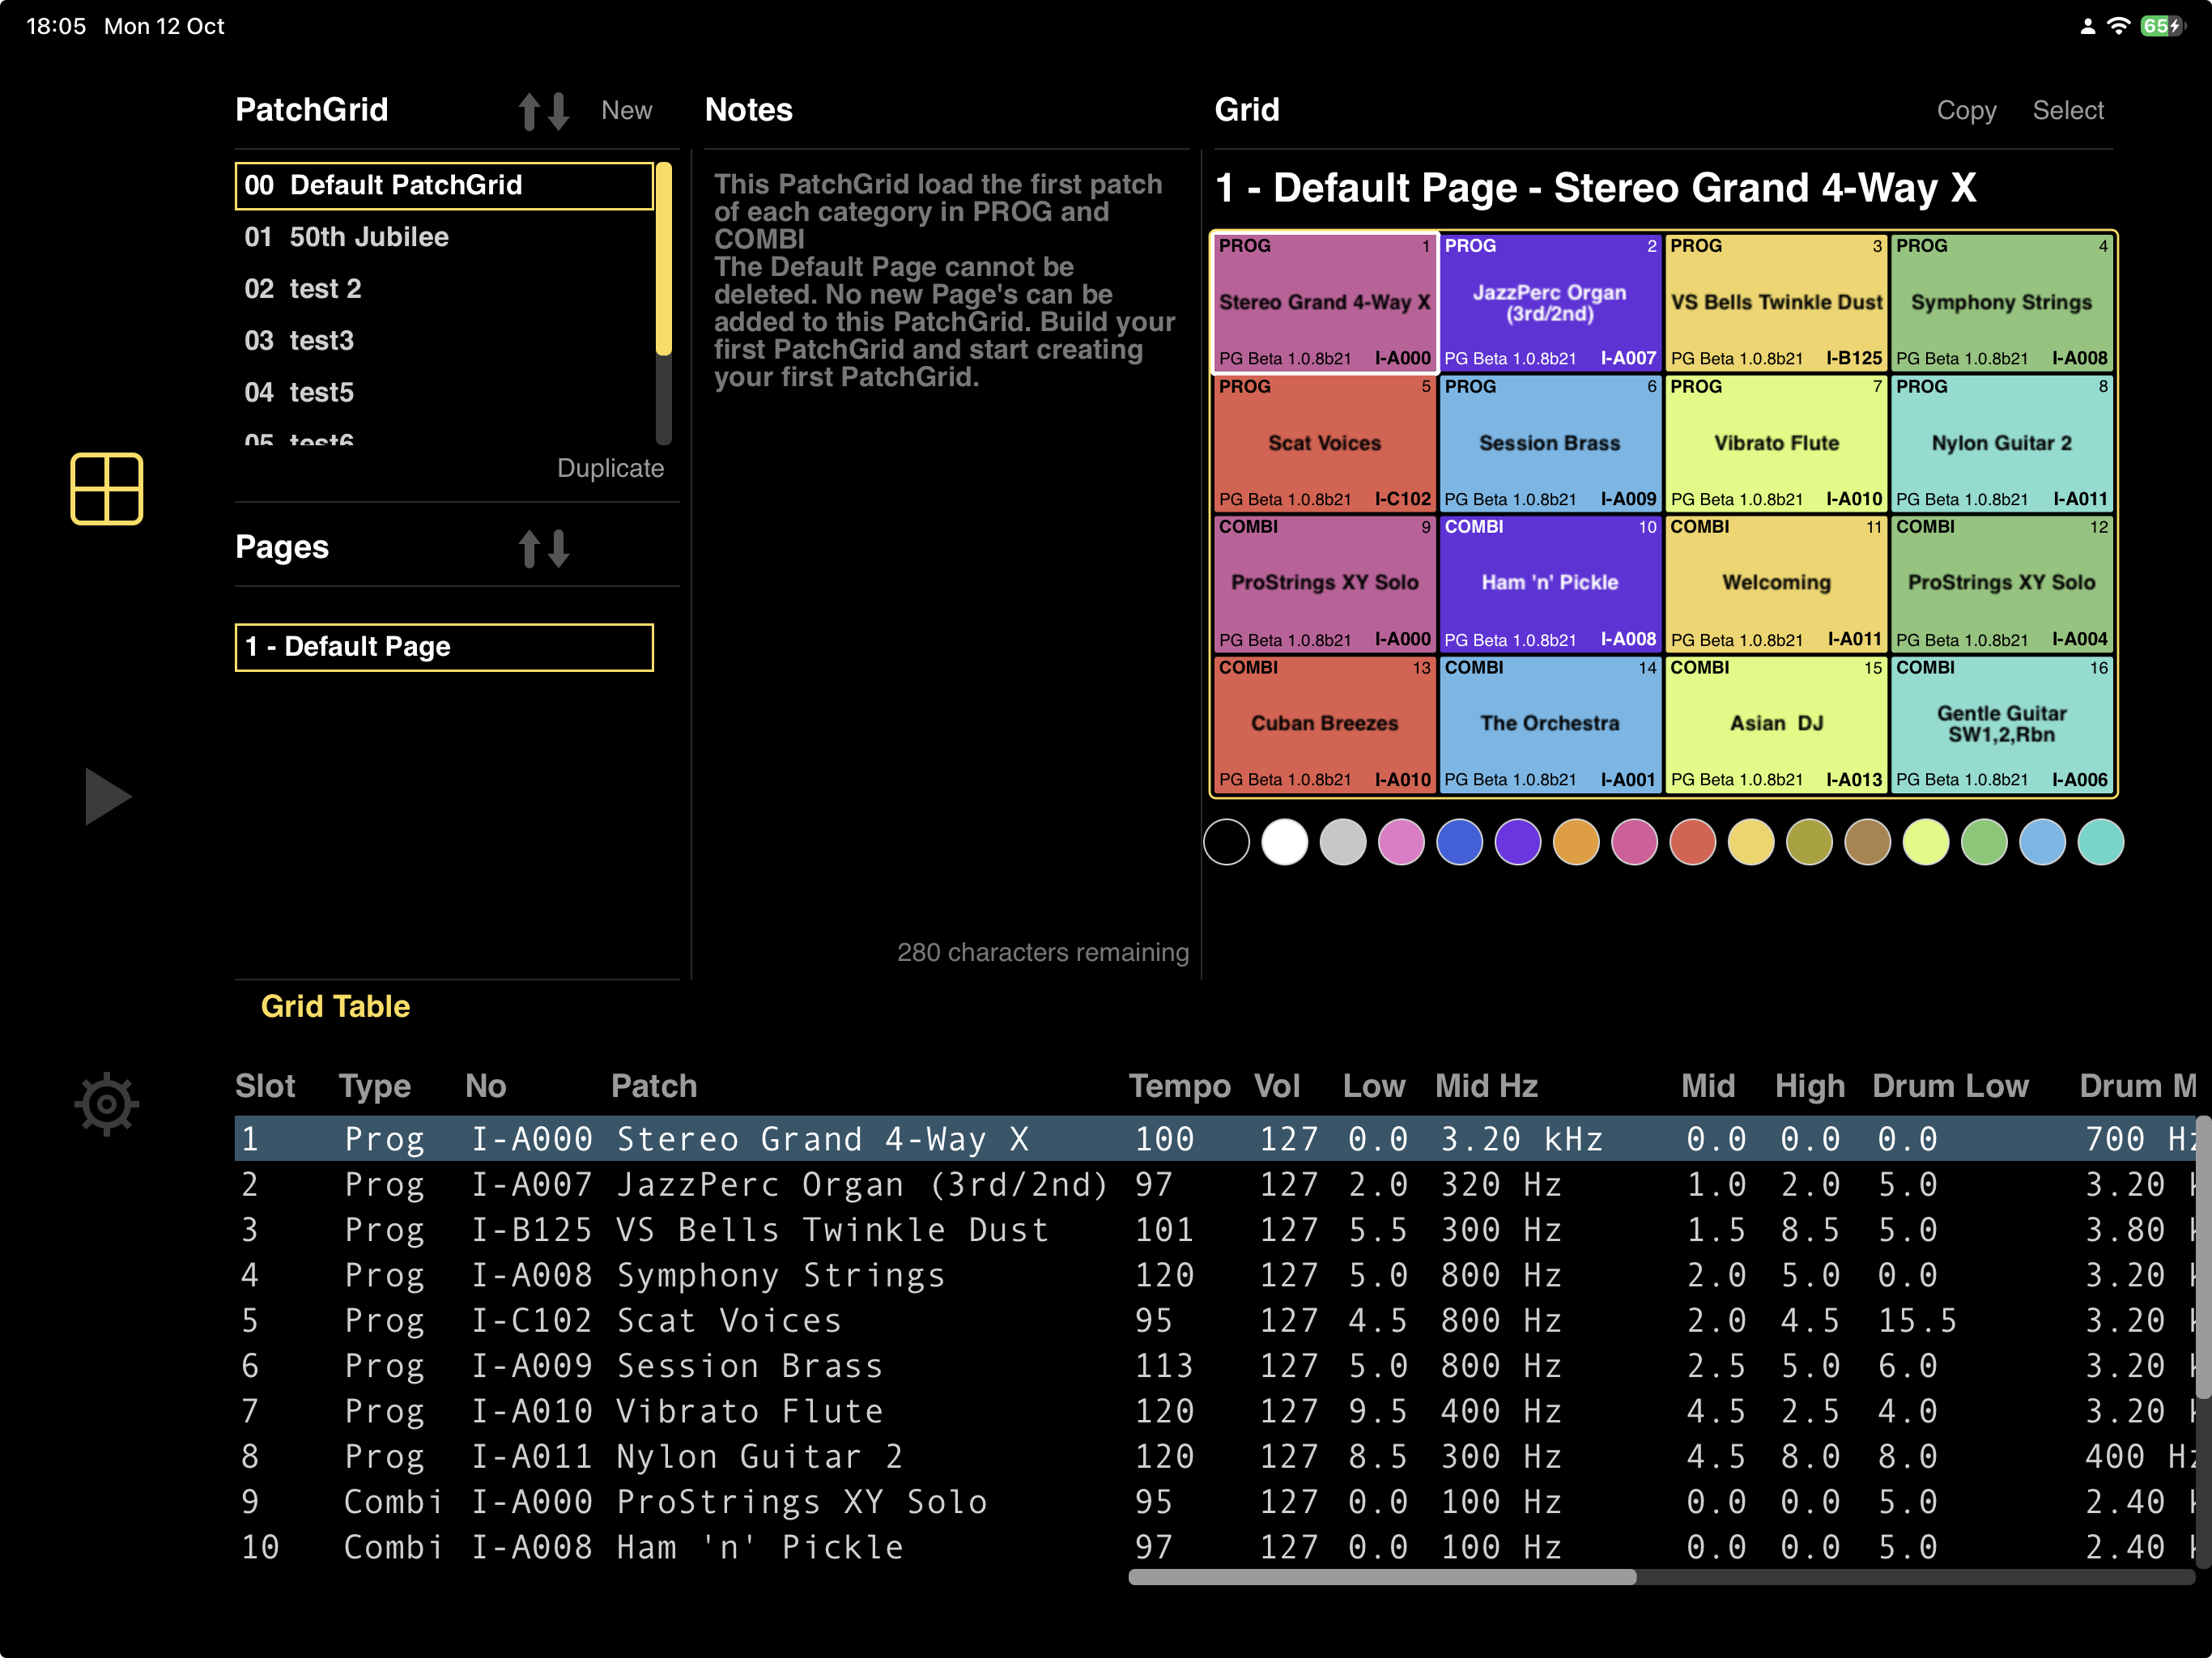 18:05 Mon 12 Oct
65
PatchGrid New
00 Default PatchGrid
01 50th Jubilee
02 test 2
03 test3
04 test5
05 test6
Duplicate
Pages
1 - Default Page
Notes
This PatchGrid load the first patch
of each category in PROG and
COMBI
The Default Page cannot be
deleted. No new Page's can be
added to this PatchGrid. Build your
first PatchGrid and start creating
your first PatchGrid.
280 characters remaining
Grid Copy Select
1 - Default Page - Stereo Grand 4-Way X
PROG 1
Stereo Grand 4-Way X
PG Beta 1.0.8b21 I-A000
PROG 2
JazzPerc Organ
(3rd/2nd)
PG Beta 1.0.8b21 I-A007
PROG 3
VS Bells Twinkle Dust
PG Beta 1.0.8b21 I-B125
PROG 4
Symphony Strings
PG Beta 1.0.8b21 I-A008
PROG 5
Scat Voices
PG Beta 1.0.8b21 I-C102
PROG 6
Session Brass
PG Beta 1.0.8b21 I-A009
PROG 7
Vibrato Flute
PG Beta 1.0.8b21 I-A010
PROG 8
Nylon Guitar 2
PG Beta 1.0.8b21 I-A011
COMBI 9
ProStrings XY Solo
PG Beta 1.0.8b21 I-A000
COMBI 10
Ham 'n' Pickle
PG Beta 1.0.8b21 I-A008
COMBI 11
Welcoming
PG Beta 1.0.8b21 I-A011
COMBI 12
ProStrings XY Solo
PG Beta 1.0.8b21 I-A004
COMBI 13
Cuban Breezes
PG Beta 1.0.8b21 I-A010
COMBI 14
The Orchestra
PG Beta 1.0.8b21 I-A001
COMBI 15
Asian DJ
PG Beta 1.0.8b21 I-A013
COMBI 16
Gentle Guitar
SW1,2,Rbn
PG Beta 1.0.8b21 I-A006
Grid Table
Slot Type No Patch Tempo Vol Low Mid Hz Mid High Drum Low Drum M
1 Prog I-A000 Stereo Grand 4-Way X 100 127 0.0 3.20 kHz 0.0 0.0 0.0 700 Hz
2 Prog I-A007 JazzPerc Organ (3rd/2nd) 97 127 2.0 320 Hz 1.0 2.0 5.0 3.20
3 Prog I-B125 VS Bells Twinkle Dust 101 127 5.5 300 Hz 1.5 8.5 5.0 3.80
4 Prog I-A008 Symphony Strings 120 127 5.0 800 Hz 2.0 5.0 0.0 3.20
5 Prog I-C102 Scat Voices 95 127 4.5 800 Hz 2.0 4.5 15.5 3.20
6 Prog I-A009 Session Brass 113 127 5.0 800 Hz 2.5 5.0 6.0 3.20
7 Prog I-A010 Vibrato Flute 120 127 9.5 400 Hz 4.5 2.5 4.0 3.20
8 Prog I-A011 Nylon Guitar 2 120 127 8.5 300 Hz 4.5 8.0 8.0 400 Hz
9 Combi I-A000 ProStrings XY Solo 95 127 0.0 100 Hz 0.0 0.0 5.0 2.40
10 Combi I-A008 Ham 'n' Pickle 97 127 0.0 100 Hz 0.0 0.0 5.0 2.40